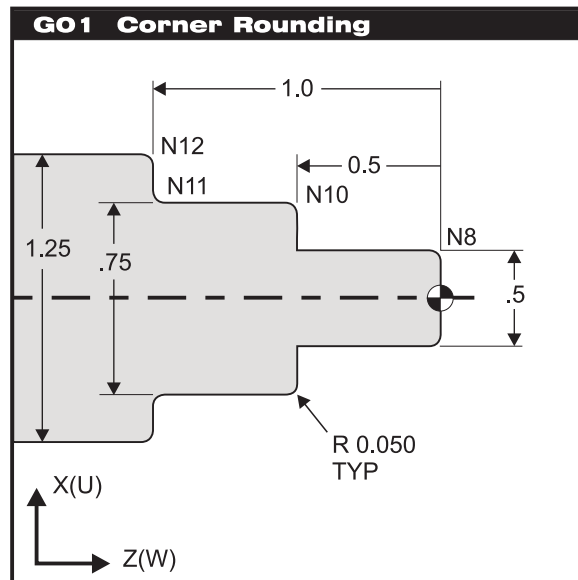 G01 Corner Rounding
1.0
N12
0.5
N11
N10
N8
1.25
.75
.5
R 0.050
TYP
X(U)
Z(W)